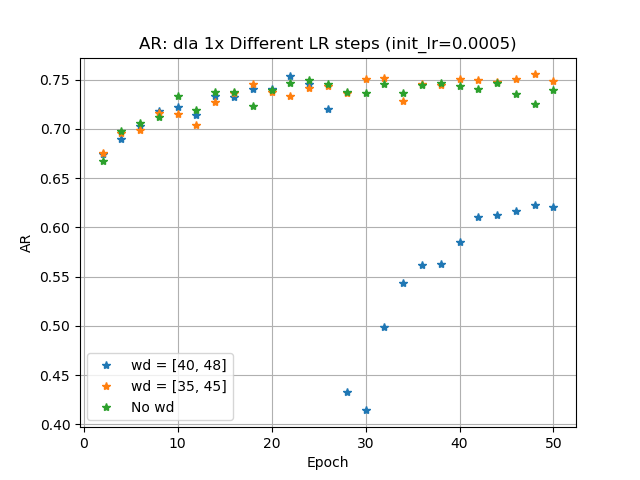 AR: dla 1x Different LR steps (init_lr=0.0005)
0.75
0.70
0.65
0.60
0.55
0.50
0.45
0.40
AR
wd = [40, 48]
wd = [35, 45]
No wd
0 10 20 30 40 50
Epoch